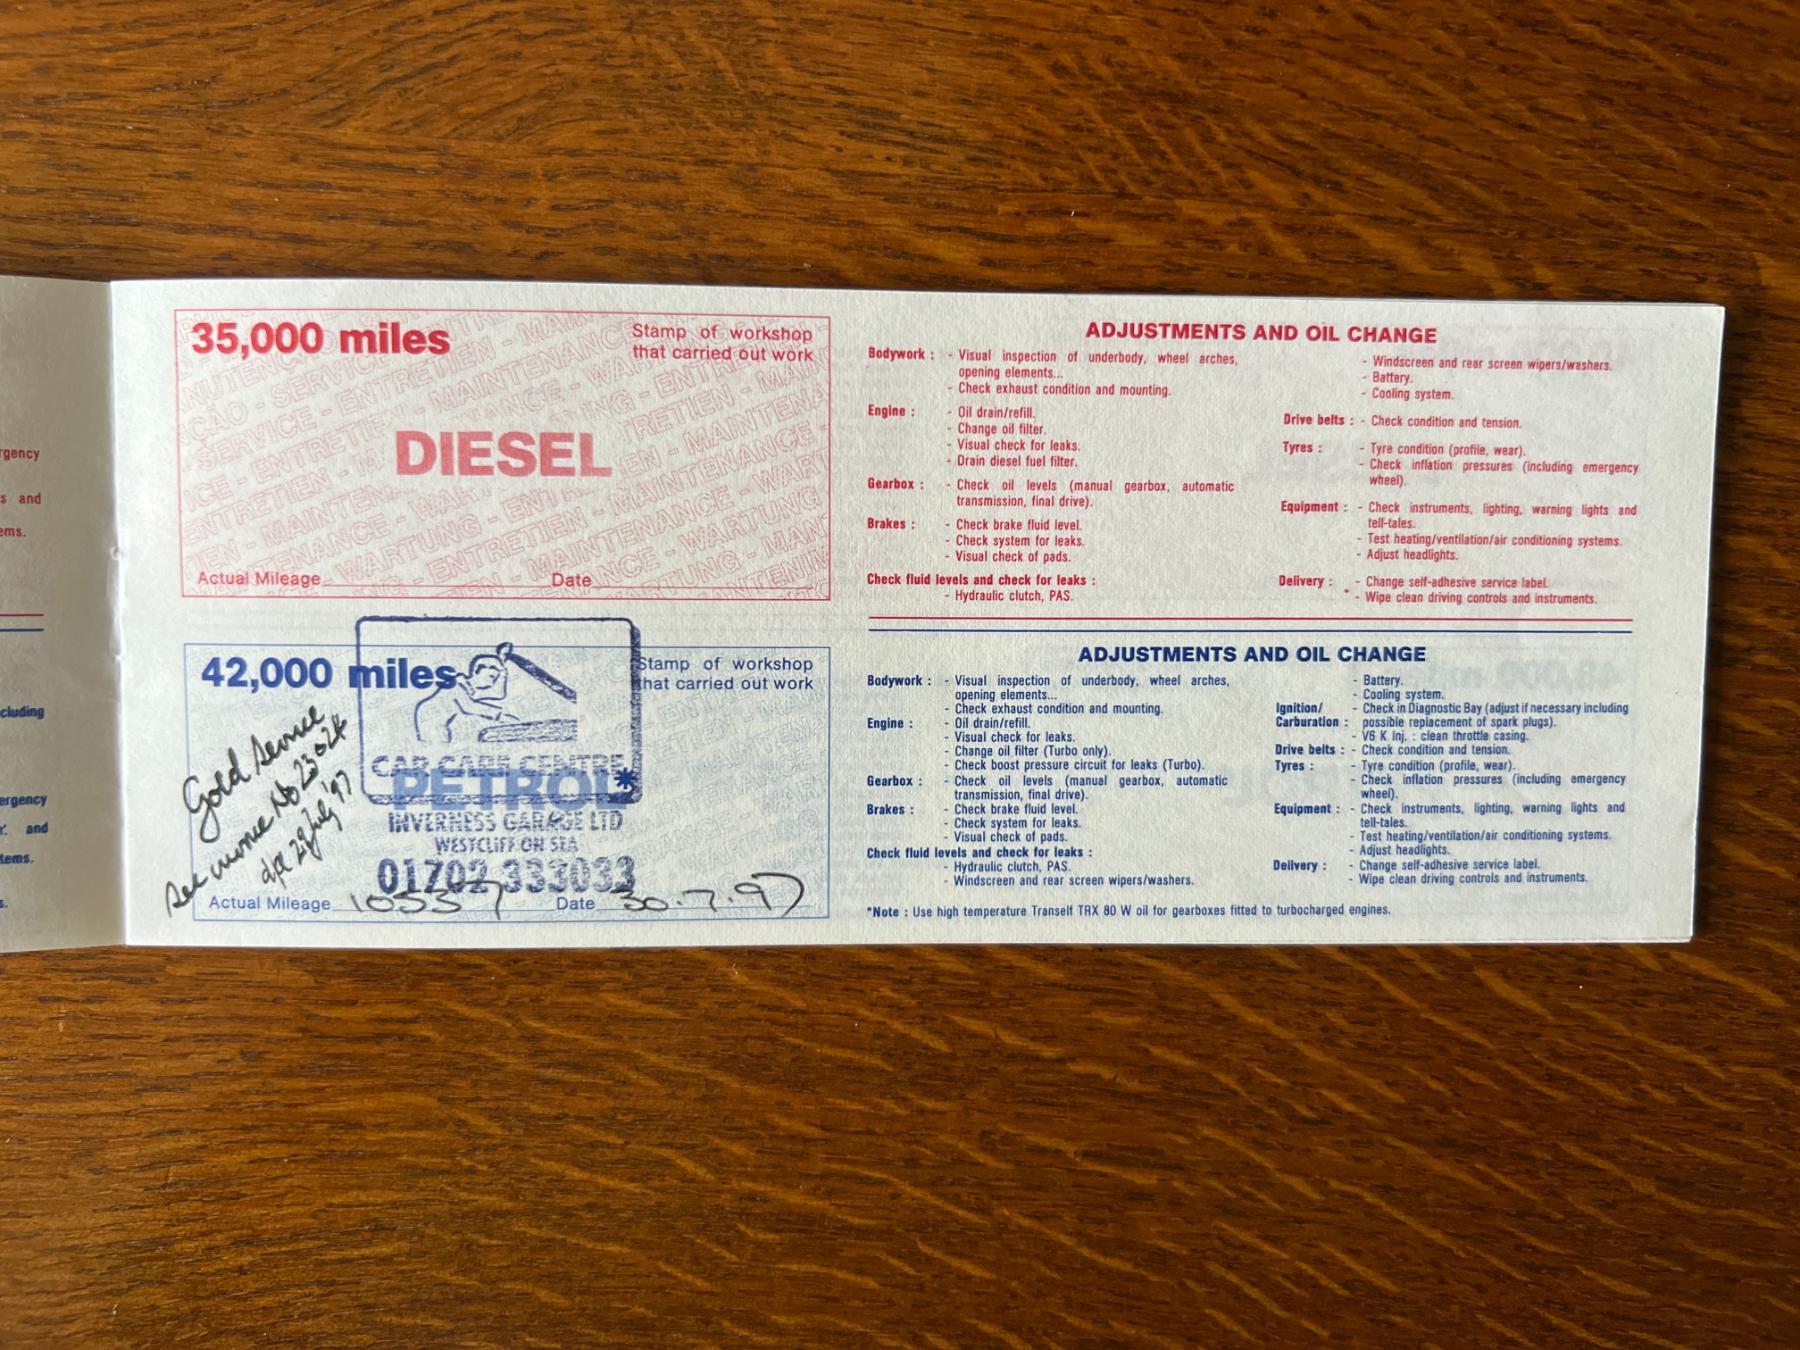 rgency
s and
ems.
cluding
ergency
and
tems.
s.
35,000 miles
Stamp of workshop
that carried out work
DIESEL
Actual Mileage
Date
ADJUSTMENTS AND OIL CHANGE
Bodywork : - Visual inspection of underbody, wheel arches,
opening elements...
- Check exhaust condition and mounting.
Engine : - Oil drain/refill.
- Change oil filter.
- Visual check for leaks.
- Drain diesel fuel filter.
Gearbox : - Check oil levels (manual gearbox, automatic
transmission, final drive).
Brakes : - Check brake fluid level.
- Check system for leaks.
- Visual check of pads.
Check fluid levels and check for leaks :
- Hydraulic clutch, PAS.
- Windscreen and rear screen wipers/washers.
- Battery.
- Cooling system.
Drive belts : - Check condition and tension.
Tyres : - Tyre condition (profile, wear).
- Check inflation pressures (including emergency
wheel).
Equipment : - Check instruments, lighting, warning lights and
tell-tales.
- Test heating/ventilation/air conditioning systems.
- Adjust headlights.
Delivery : - Change self-adhesive service label.
- Wipe clean driving controls and instruments.
42,000 miles
Stamp of workshop
that carried out work
Gold Service
See invoice No 23024
d/d 29 July '97
CAR CARE CENTRE
PETROL*
INVERNESS GARAGE LTD
WESTCLIFF ON SEA
01702 333033
Actual Mileage 10557 Date 30.7.97
ADJUSTMENTS AND OIL CHANGE
Bodywork : - Visual inspection of underbody, wheel arches,
opening elements...
- Check exhaust condition and mounting.
Engine : - Oil drain/refill.
- Visual check for leaks.
- Change oil filter (Turbo only).
- Check boost pressure circuit for leaks (Turbo).
Gearbox : - Check oil levels (manual gearbox, automatic
transmission, final drive).
Brakes : - Check brake fluid level.
- Check system for leaks.
- Visual check of pads.
Check fluid levels and check for leaks :
- Hydraulic clutch, PAS.
- Windscreen and rear screen wipers/washers.
- Battery.
- Cooling system.
Ignition/ - Check in Diagnostic Bay (adjust if necessary including
Carburation : possible replacement of spark plugs).
- V6 K Inj. : clean throttle casing.
Drive belts : - Check condition and tension.
Tyres : - Tyre condition (profile, wear).
- Check inflation pressures (including emergency
wheel).
Equipment : - Check instruments, lighting, warning lights and
tell-tales.
- Test heating/ventilation/air conditioning systems.
- Adjust headlights.
Delivery : - Change self-adhesive service label.
- Wipe clean driving controls and instruments.
*Note : Use high temperature Tranself TRX 80 W oil for gearboxes fitted to turbocharged engines.